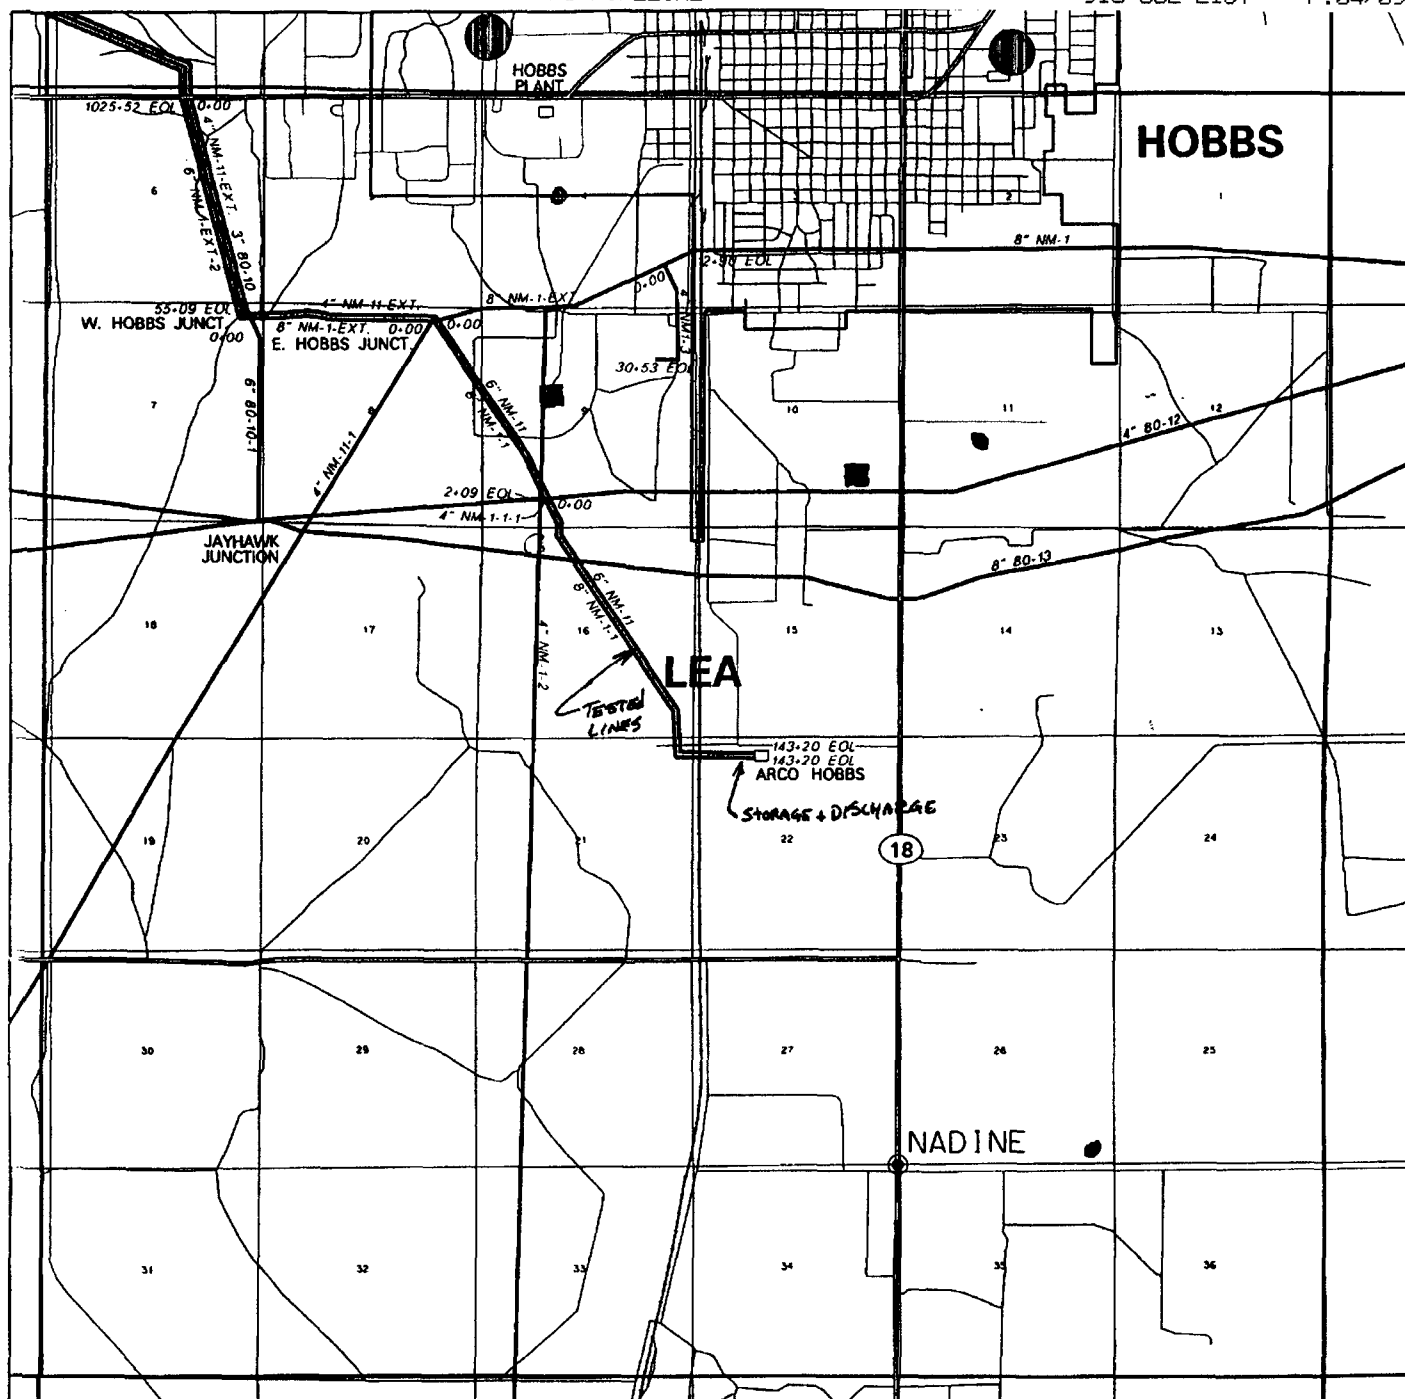 HOBBS
PLANT
1025+52 EOL
0+00
HOBBS
4" NM-11-EXT.
6" NM-1-EXT-2
3" 80-10
6
4
3
2
1
8" NM-1
2+98 EOL
0+00
4" NM-1-3
55+09 EOL
4" NM-11-EXT.
8" NM-1-EXT
W. HOBBS JUNCT.
8" NM-1-EXT.
0+00
0+00
0+00
E. HOBBS JUNCT.
30+53 EOL
7
8
9
10
11
12
6" 80-10-1
6" NM-11
8" NM-1-1
4" NM-11-1
4" 80-12
2+09 EOL
0+00
4" NM-1-1-1
JAYHAWK
JUNCTION
8" 80-13
6" NM-11
8" NM-1-1
4" NM-1-2
18
17
16
15
14
13
LEA
TESTED
LINES
143+20 EOL
143+20 EOL
ARCO HOBBS
STORAGE + DISCHARGE
19
20
21
22
23
24
18
30
29
28
27
26
25
NADINE
31
32
33
34
35
36